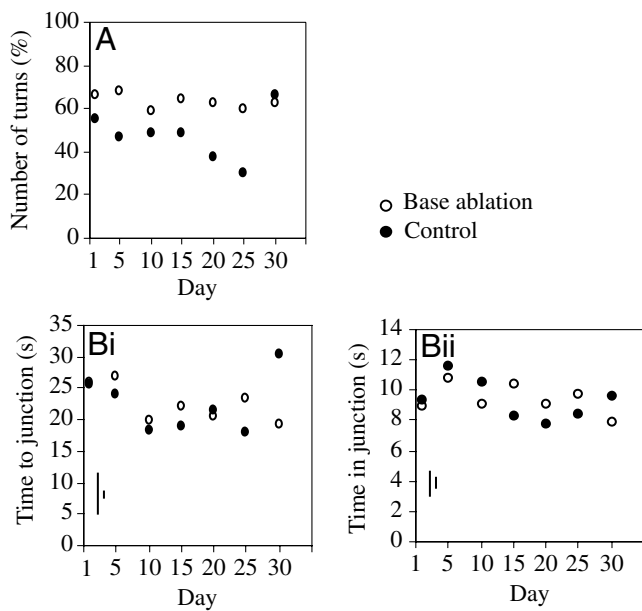 A
Number of turns (%)
100
80
60
40
20
0
1 5 10 15 20 25 30
Day
Base ablation
Control
Bi
Time to junction (s)
35
30
25
20
15
10
5
0
1 5 10 15 20 25 30
Day
Bii
Time in junction (s)
14
12
10
8
6
4
2
0
1 5 10 15 20 25 30
Day